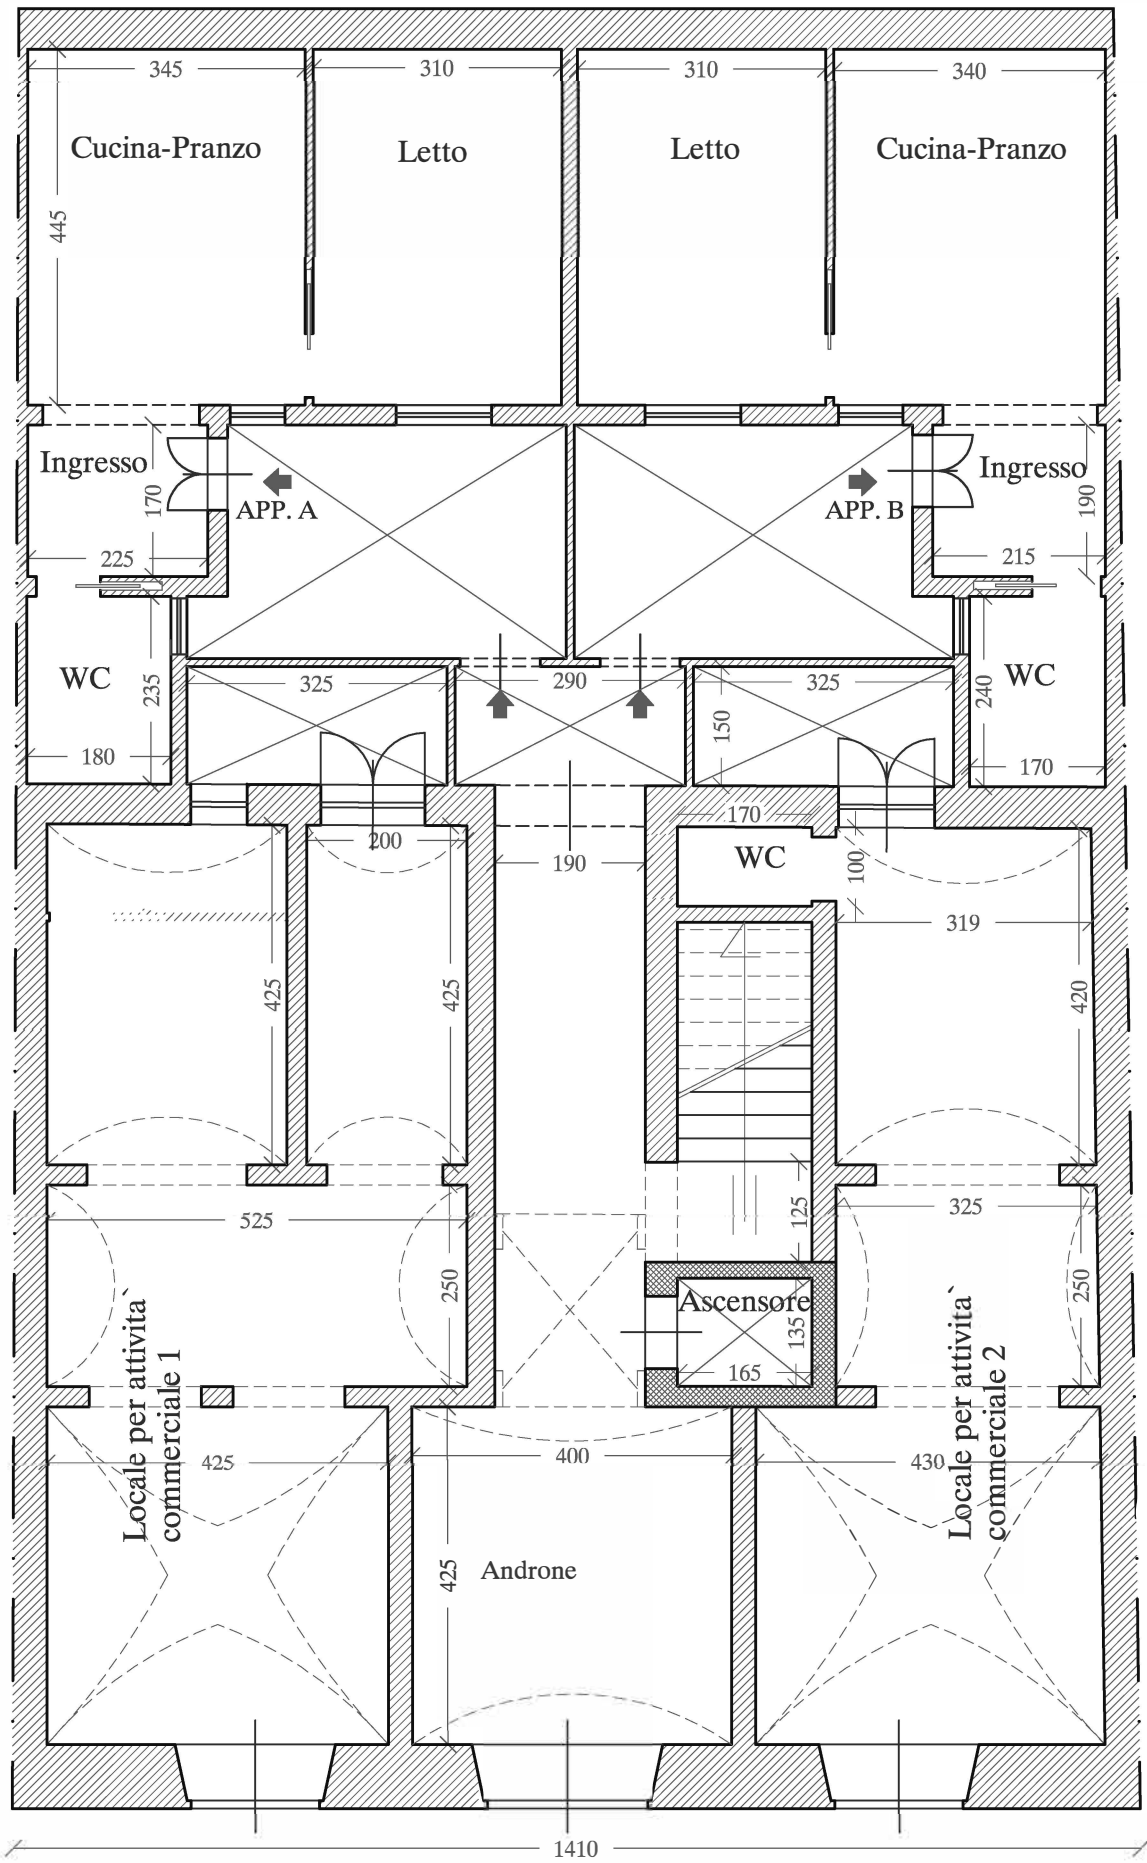 345
310
310
340
Cucina-Pranzo
Letto
Letto
Cucina-Pranzo
445
Ingresso
170
APP. A
APP. B
Ingresso
190
225
215
WC
235
325
290
325
150
240
WC
180
170
200
190
170
WC
100
319
425
425
420
525
250
125
325
250
Ascensore
135
165
Locale per attività
commerciale 1
Locale per attività
commerciale 2
425
400
430
425
Androne
1410